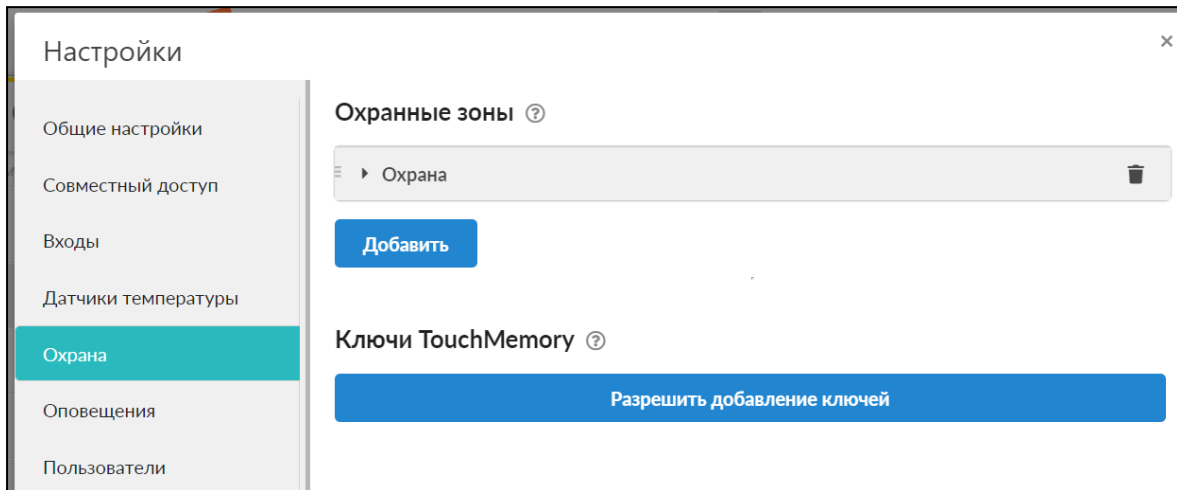 Настройки
×
Общие настройки
Совместный доступ
Входы
Датчики температуры
Охрана
Оповещения
Пользователи
Охранные зоны ?
Охрана
Добавить
Ключи TouchMemory ?
Разрешить добавление ключей